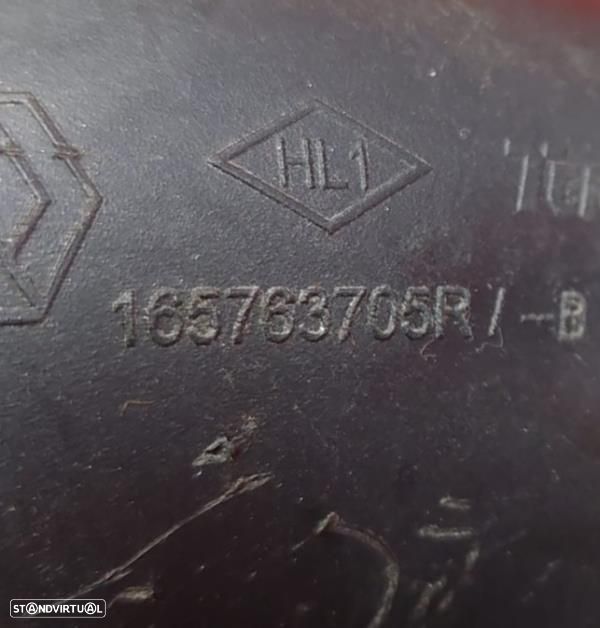 HL1
165763705R / -B
STANDVIRTUAL